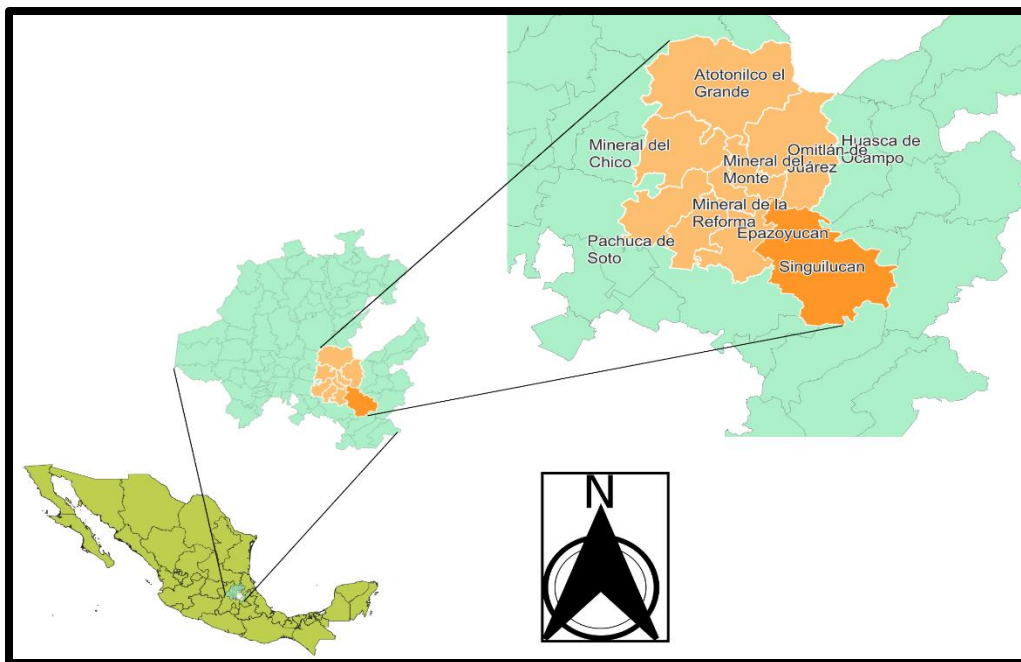 Atotonilco el
Grande
Mineral del
Chico
Mineral del
Monte
Omitlán de
Juárez
Huasca de
Ocampo
Mineral de la
Reforma
Pachuca de
Soto
Epazoyucan
Singuilucan
N